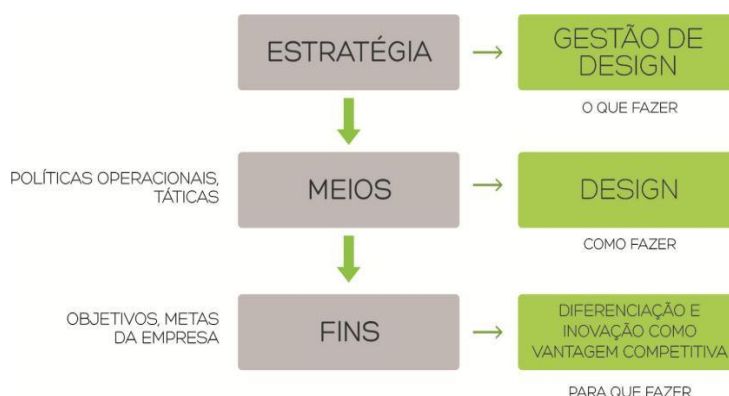 ESTRATÉGIA
GESTÃO DE
DESIGN
O QUE FAZER
POLÍTICAS OPERACIONAIS,
TÁTICAS
MEIOS
DESIGN
COMO FAZER
OBJETIVOS, METAS
DA EMPRESA
FINS
DIFERENCIAÇÃO E
INOVAÇÃO COMO
VANTAGEM COMPETITIVA
PARA QUE FAZER